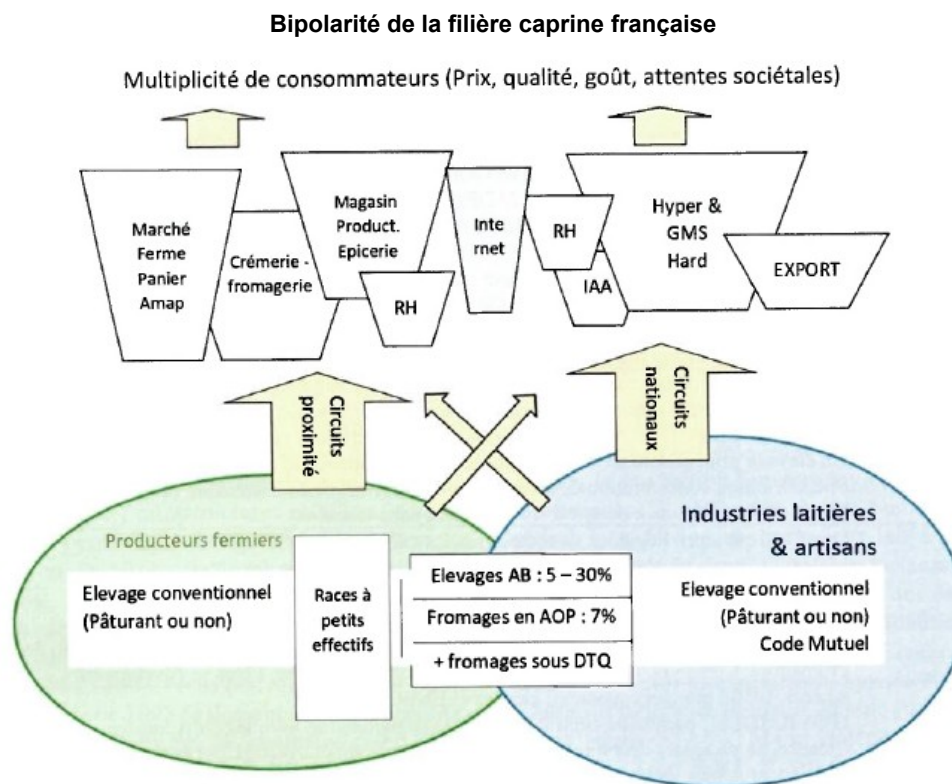 Bipolarité de la filière caprine française
Multiplicité de consommateurs (Prix, qualité, goût, attentes sociétales)
Marché
Ferme
Panier
Amap
Crémerie -
fromagerie
Magasin
Product.
Epicerie
RH
Inte
rnet
RH
IAA
Hyper &
GMS
Hard
EXPORT
Circuits
proximité
Circuits
nationaux
Producteurs fermiers
Elevage conventionnel
(Pâturant ou non)
Races à
petits
effectifs
Elevages AB : 5 – 30%
Fromages en AOP : 7%
+ fromages sous DTQ
Industries laitières
& artisans
Elevage conventionnel
(Pâturant ou non)
Code Mutuel